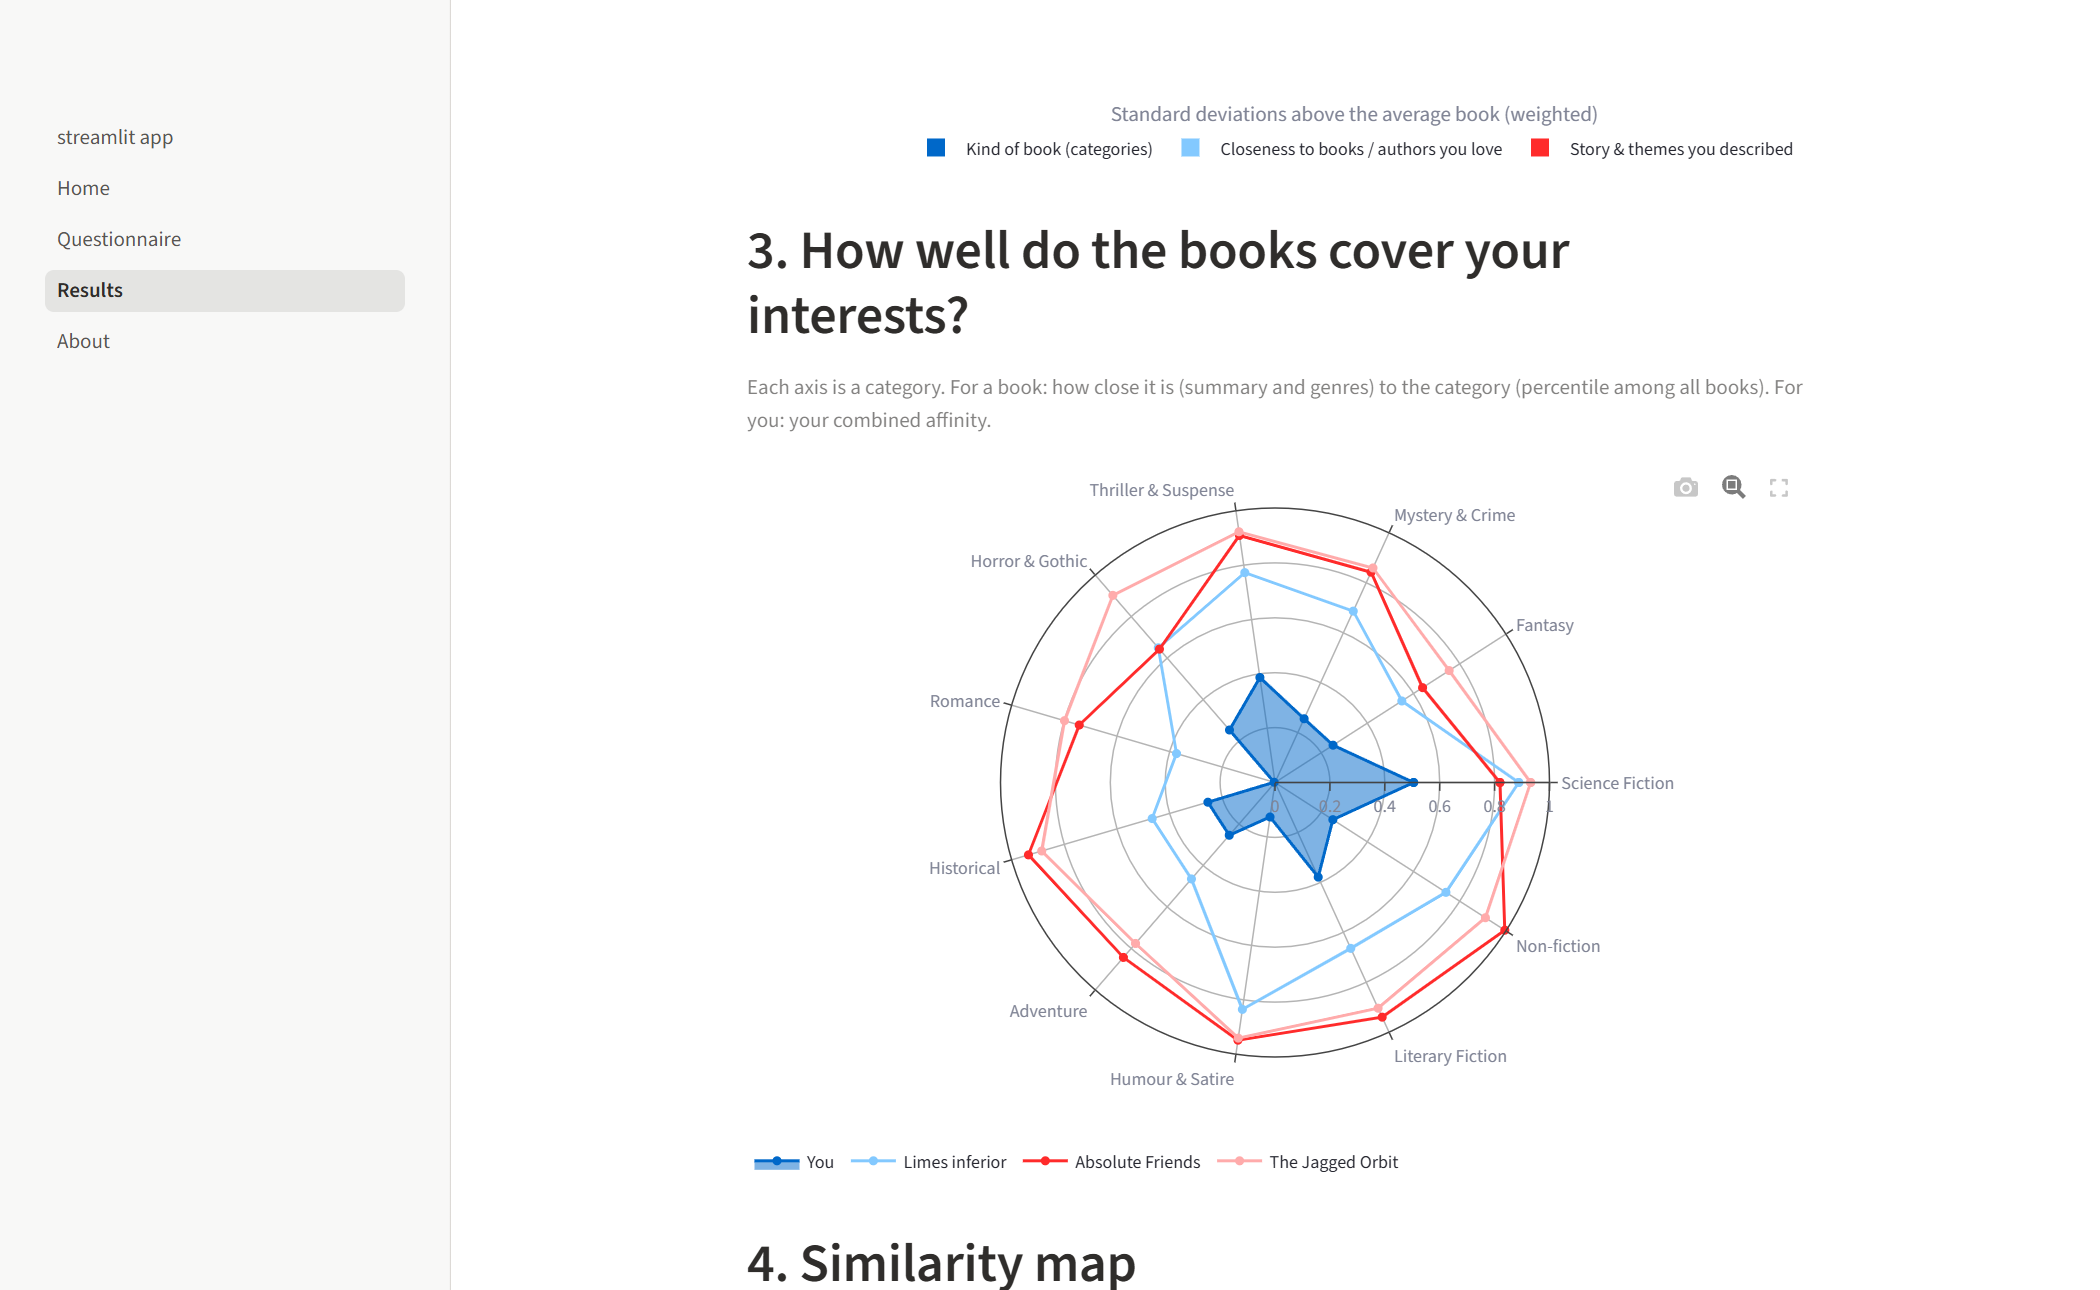 streamlit app
Home
Questionnaire
Results
About
Standard deviations above the average book (weighted)
Kind of book (categories) Closeness to books / authors you love Story & themes you described
3. How well do the books cover your
interests?
Each axis is a category. For a book: how close it is (summary and genres) to the category (percentile among all books). For
you: your combined affinity.
Thriller & Suspense
Mystery & Crime
Horror & Gothic
Fantasy
Romance
Science Fiction
0 0.2 0.4 0.6 0.8 1
Historical
Non-fiction
Adventure
Literary Fiction
Humour & Satire
You Limes inferior Absolute Friends The Jagged Orbit
4. Similarity map